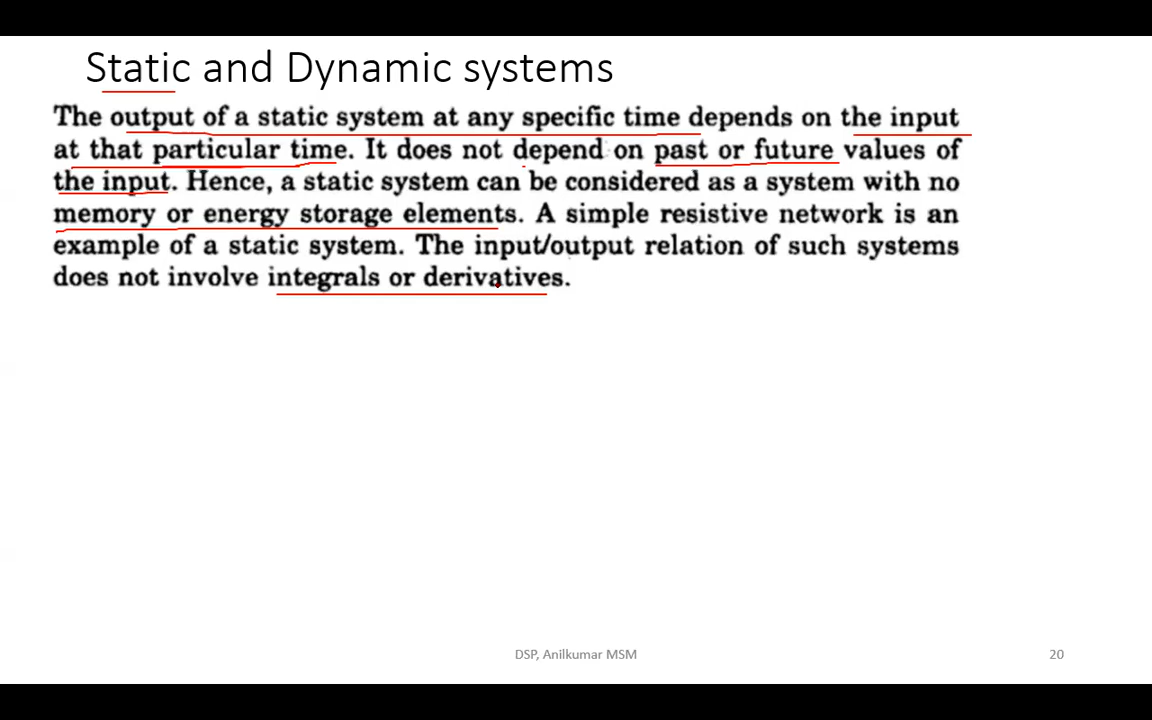 Static and Dynamic systems
The output of a static system at any specific time depends on the input
at that particular time. It does not depend on past or future values of
the input. Hence, a static system can be considered as a system with no
memory or energy storage elements. A simple resistive network is an
example of a static system. The input/output relation of such systems
does not involve integrals or derivatives.
DSP, Anilkumar MSM
20